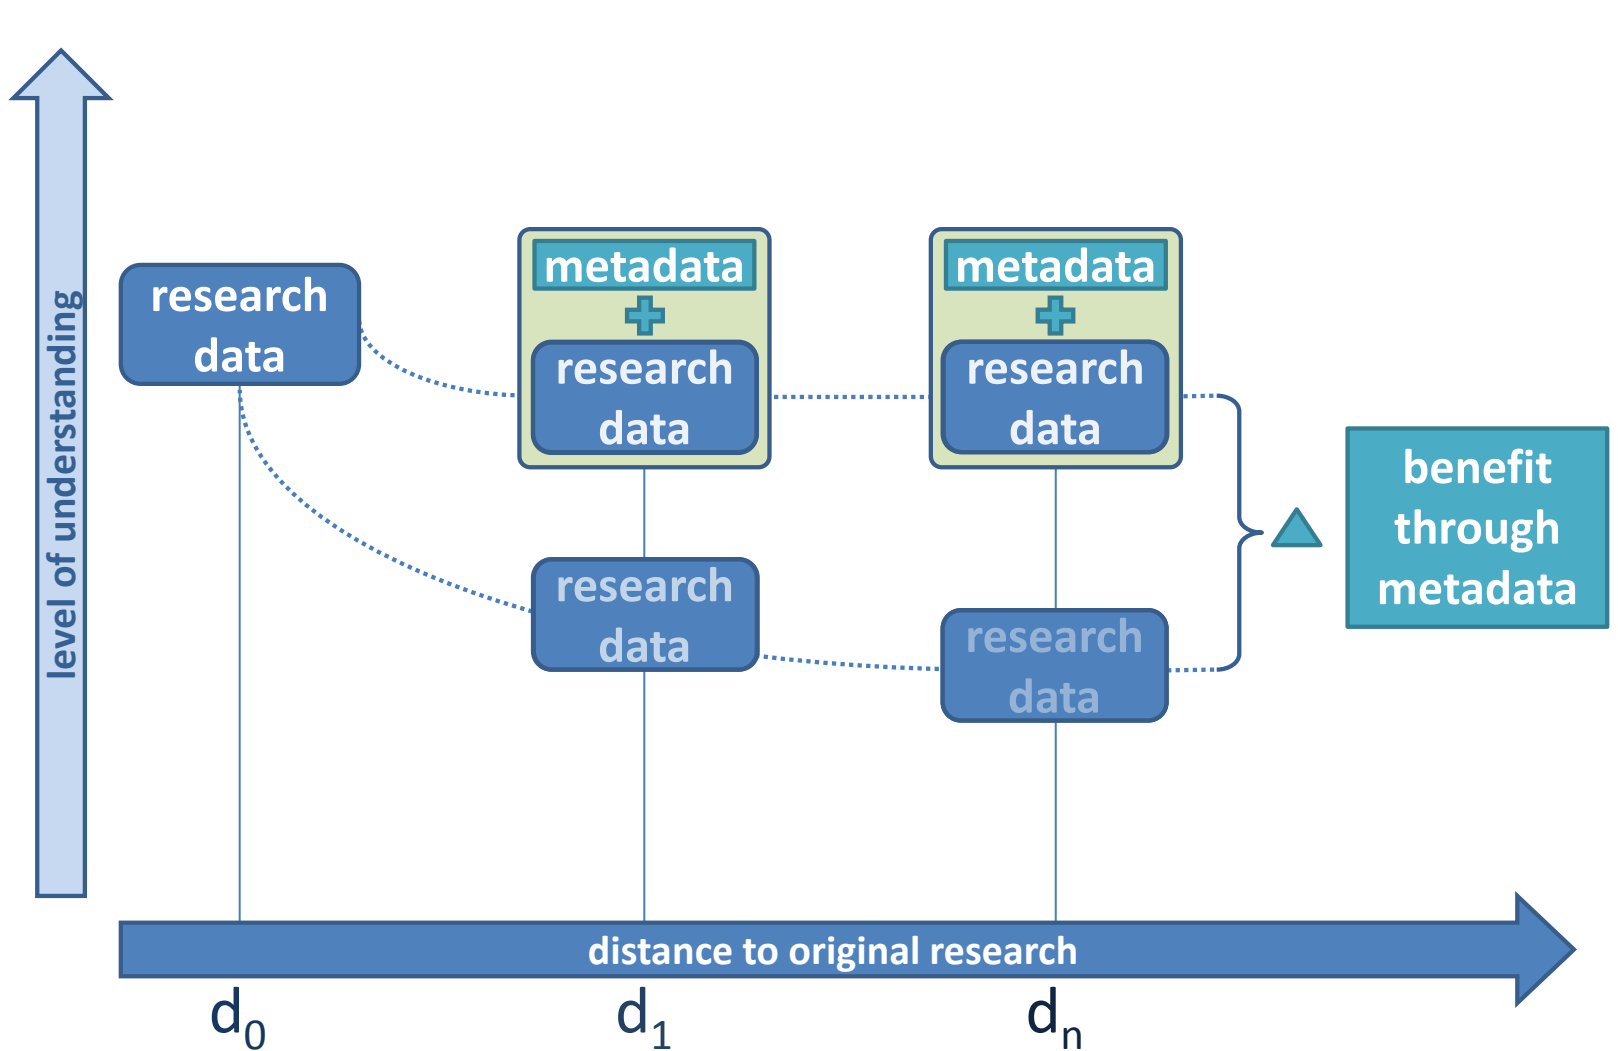 level of understanding
research
data
metadata
research
data
metadata
research
data
research
data
research
data
benefit
through
metadata
distance to original research
d0
d1
dn